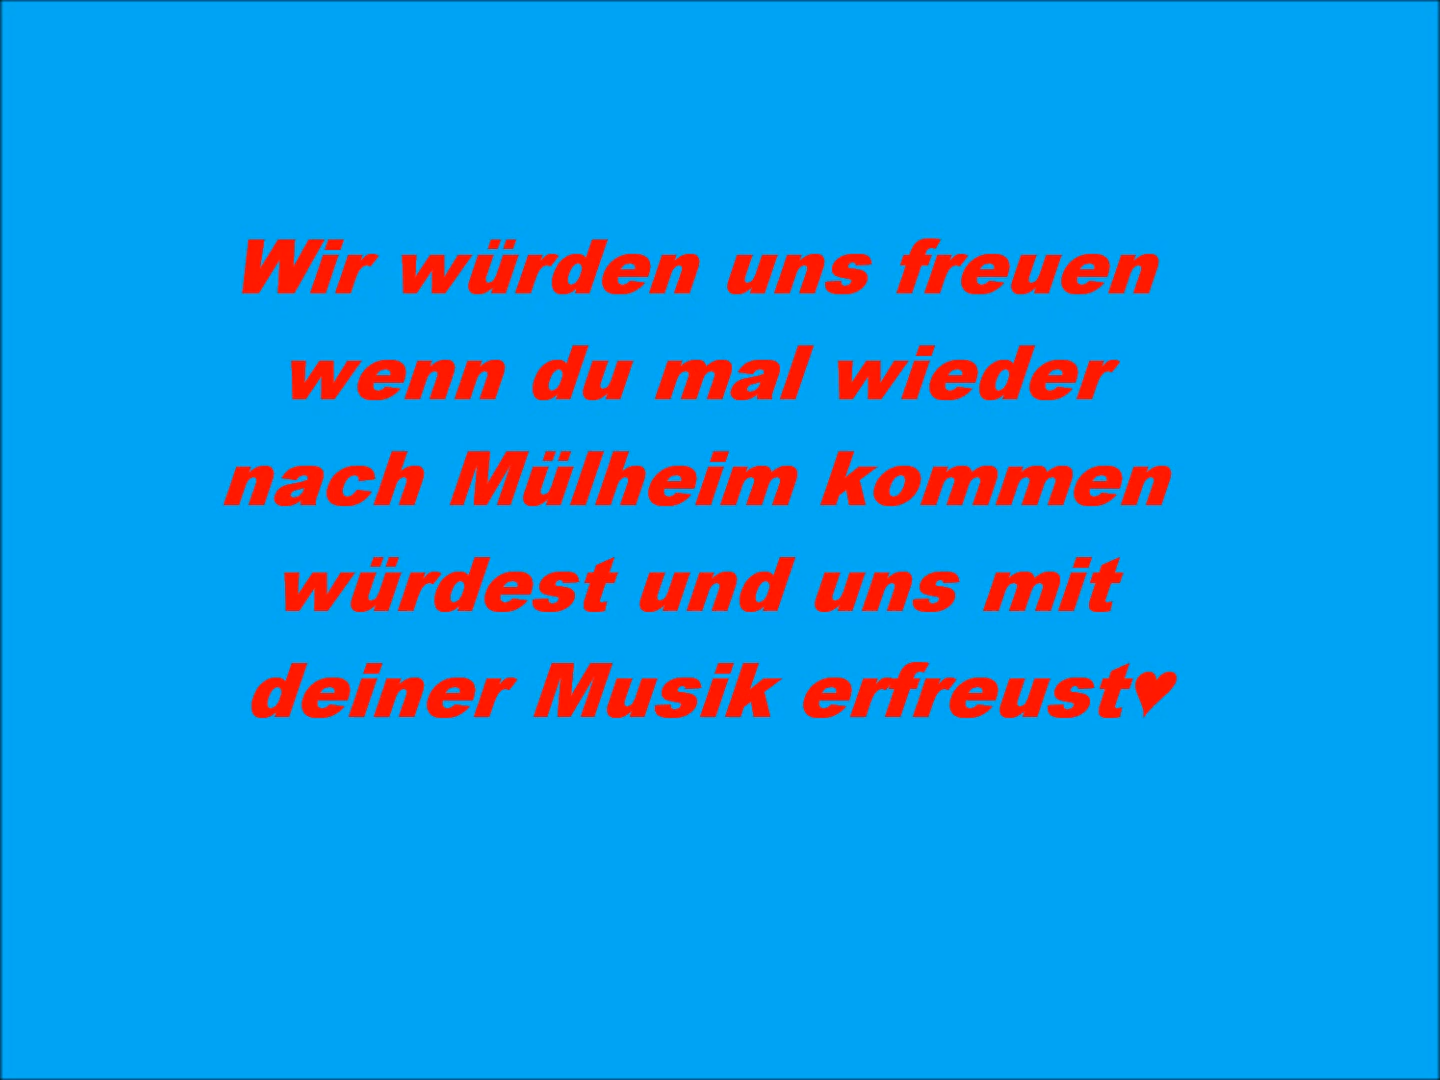 Wir würden uns freuen
wenn du mal wieder
nach Mülheim kommen
würdest und uns mit
deiner Musik erfreust♥